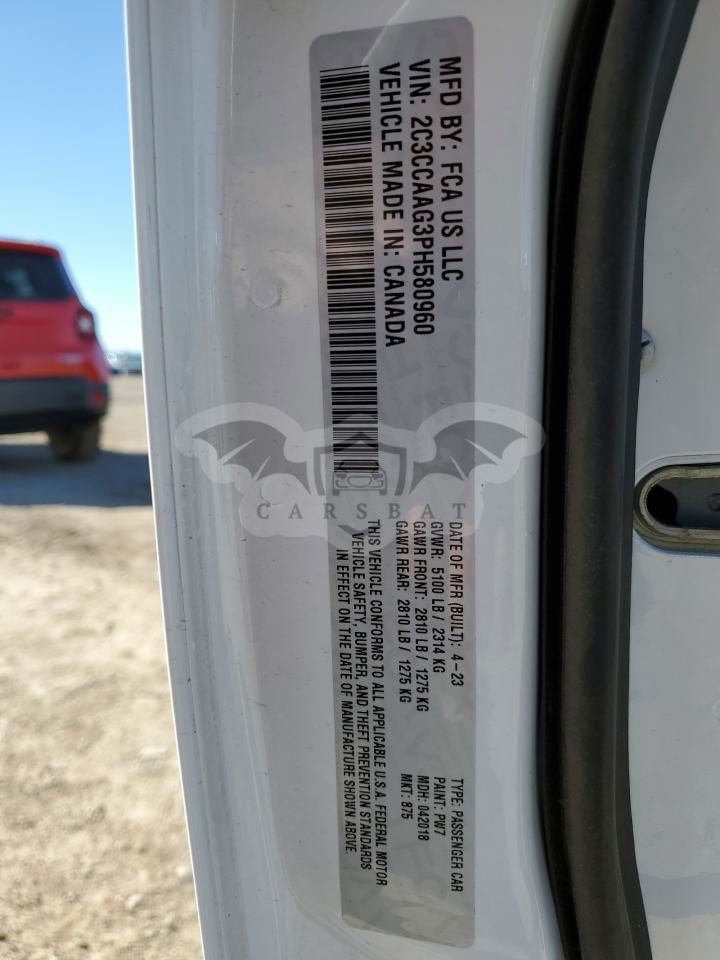 MFD BY: FCA US LLC
VIN: 2C3CCAAG3PH580960
VEHICLE MADE IN: CANADA
DATE OF MFR (BUILT): 4-23
GVWR: 5100 LB / 2314 KG
GAWR FRONT: 2810 LB / 1275 KG
GAWR REAR: 2810 LB / 1275 KG
THIS VEHICLE CONFORMS TO ALL APPLICABLE U.S.A. FEDERAL MOTOR
VEHICLE SAFETY, BUMPER, AND THEFT PREVENTION STANDARDS
IN EFFECT ON THE DATE OF MANUFACTURE SHOWN ABOVE.
TYPE: PASSENGER CAR
PAINT: PW7
MDH: 042018
MKT: 875
CARSBAT